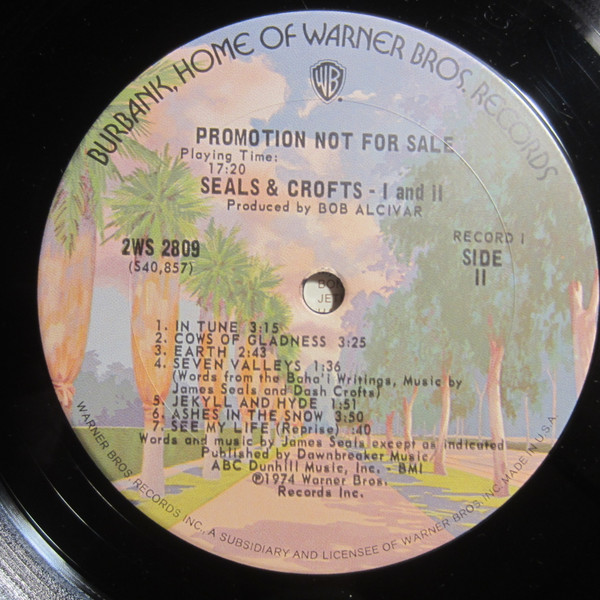 BURBANK, HOME OF WARNER BROS. RECORDS
WB
PROMOTION NOT FOR SALE
Playing Time:
17:20
SEALS & CROFTS - I and II
Produced by BOB ALCIVAR
2WS 2809
(S40,857)
RECORD 1
SIDE
II
1. IN TUNE 3:15
2. COWS OF GLADNESS 3:25
3. EARTH 2:43
4. SEVEN VALLEYS 1:36
(Words from the Baha'i Writings, Music by
James Seals and Dash Crofts)
5. JEKYLL AND HYDE 1:51
6. ASHES IN THE SNOW 3:50
7. SEE MY LIFE (Reprise) :40
Words and music by James Seals except as indicated
Published by Dawnbreaker Music/
ABC Dunhill Music, Inc. - BMI
℗1974 Warner Bros.
Records Inc.
WARNER BROS. RECORDS INC., A SUBSIDIARY AND LICENSEE OF WARNER BROS. INC. MADE IN U.S.A.